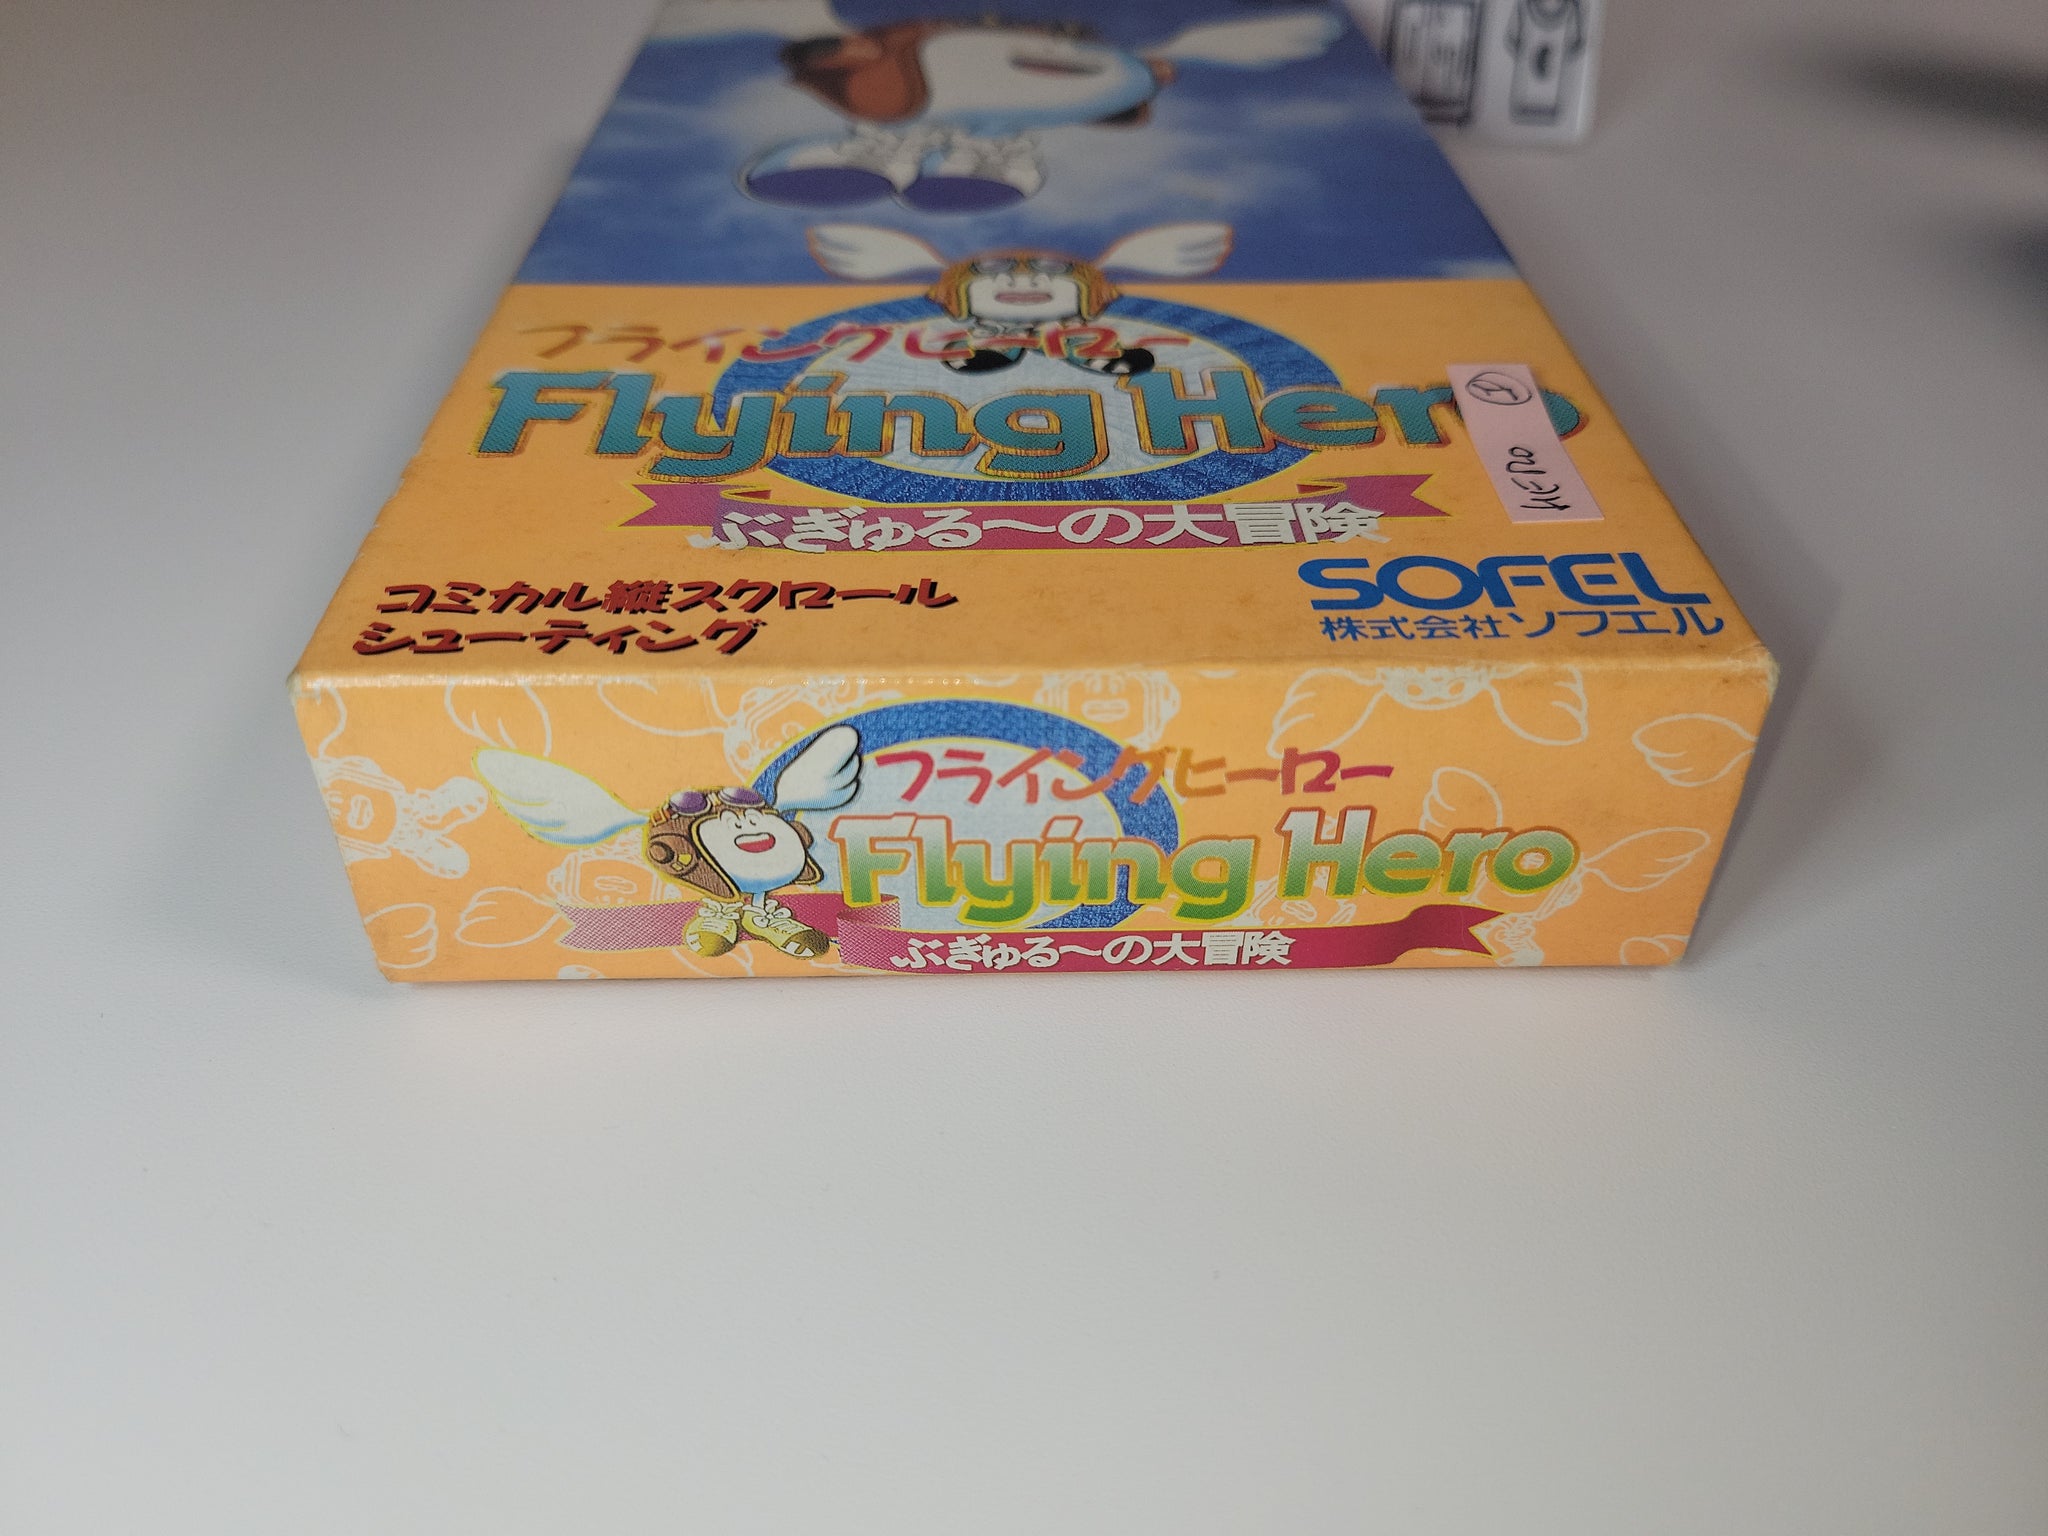 フライングヒーロー
Flying Hero
ぶぎゅる〜の大冒険
コミカル縦スクロール
シューティング
SOFEL
株式会社ソフエル
フライングヒーロー
Flying Hero
ぶぎゅる〜の大冒険